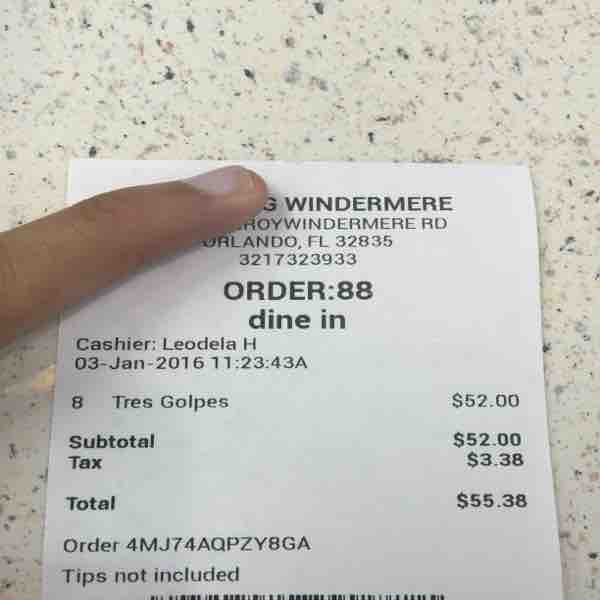 WINDERMERE
WINDERMERE RD
ORLANDO, FL 32835
3217323933
ORDER:88
dine in
Cashier: Leodela H
03-Jan-2016 11:23:43A
8 Tres Golpes $52.00
Subtotal $52.00
Tax $3.38
Total $55.38
Order 4MJ74AQPZY8GA
Tips not included